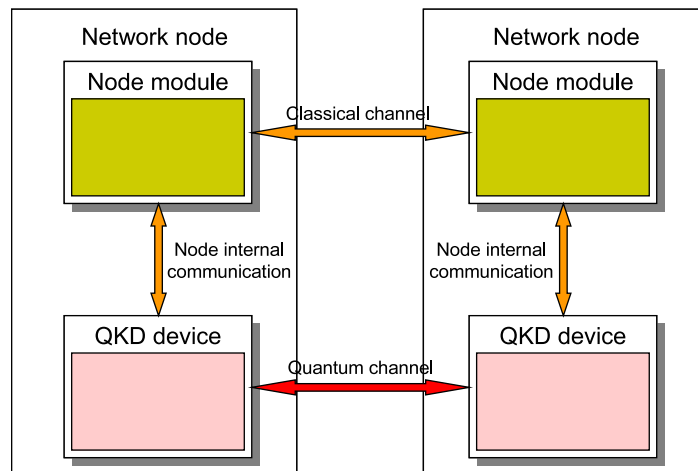 Network node
Network node
Node module
Node module
Classical channel
Node internal
communication
Node internal
communication
QKD device
QKD device
Quantum channel